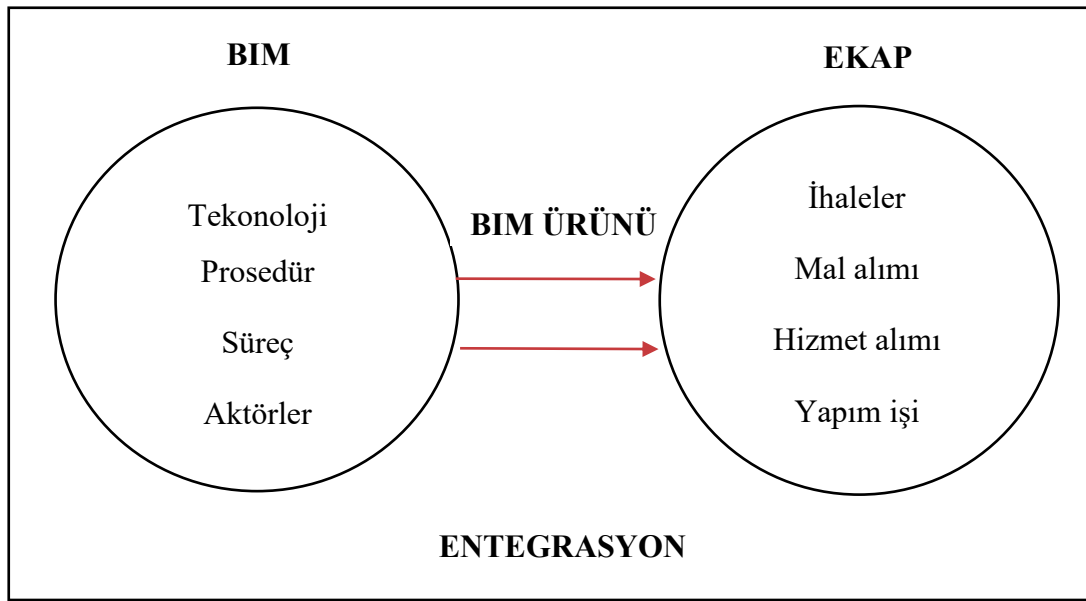 BIM
Tekonoloji
Prosedür
Süreç
Aktörler
BIM ÜRÜNÜ
EKAP
İhaleler
Mal alımı
Hizmet alımı
Yapım işi
ENTEGRASYON